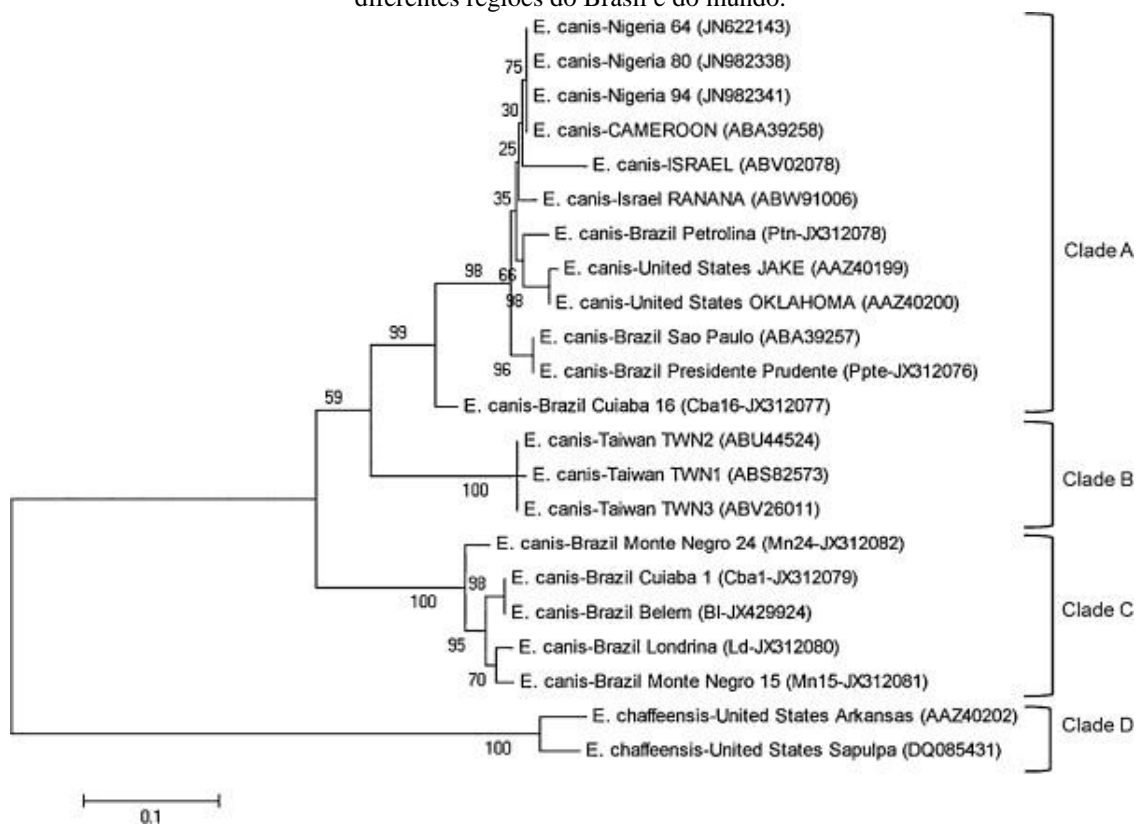 diferentes regiões do Brasil e do mundo.
E. canis-Nigeria 64 (JN622143)
75
E. canis-Nigeria 80 (JN982338)
E. canis-Nigeria 94 (JN982341)
30
E. canis-CAMEROON (ABA39258)
25
E. canis-ISRAEL (ABV02078)
35
E. canis-Israel RANANA (ABW91006)
E. canis-Brazil Petrolina (Ptn-JX312078)
Clade A
98
66
E. canis-United States JAKE (AAZ40199)
98
E. canis-United States OKLAHOMA (AAZ40200)
99
E. canis-Brazil Sao Paulo (ABA39257)
96
E. canis-Brazil Presidente Prudente (Ppte-JX312076)
59
E. canis-Brazil Cuiaba 16 (Cba16-JX312077)
E. canis-Taiwan TWN2 (ABU44524)
E. canis-Taiwan TWN1 (ABS82573)
Clade B
100
E. canis-Taiwan TWN3 (ABV26011)
E. canis-Brazil Monte Negro 24 (Mn24-JX312082)
98
E. canis-Brazil Cuiaba 1 (Cba1-JX312079)
100
E. canis-Brazil Belem (Bl-JX429924)
Clade C
95
E. canis-Brazil Londrina (Ld-JX312080)
70
E. canis-Brazil Monte Negro 15 (Mn15-JX312081)
E. chaffeensis-United States Arkansas (AAZ40202)
Clade D
100
E. chaffeensis-United States Sapulpa (DQ085431)
0.1